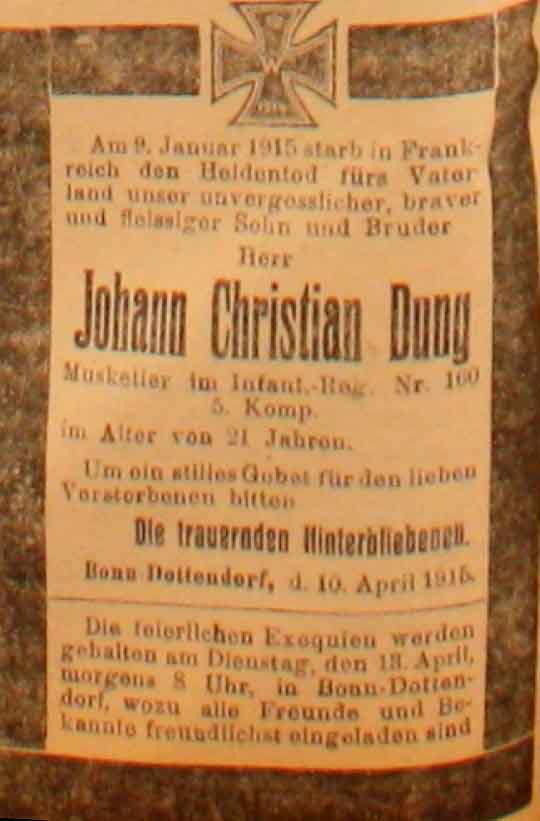 W
1914
Am 9. Januar 1915 starb in Frank-
reich den Heldentod fürs Vater-
land unser unvergesslicher, braver
und fleissiger Sohn und Bruder
Herr
Johann Christian Dung
Musketier im Infant.-Reg. Nr. 160
5. Komp.
im Alter von 21 Jahren.
Um ein stilles Gebet für den lieben
Verstorbenen bitten
Die trauernden Hinterbliebenen.
Bonn Dottendorf, d. 10. April 1915.
Die feierlichen Exequien werden
gehalten am Dienstag, den 13. April,
morgens 8 Uhr, in Bonn-Dotten-
dorf, wozu alle Freunde und Be-
kannte freundlichst eingeladen sind